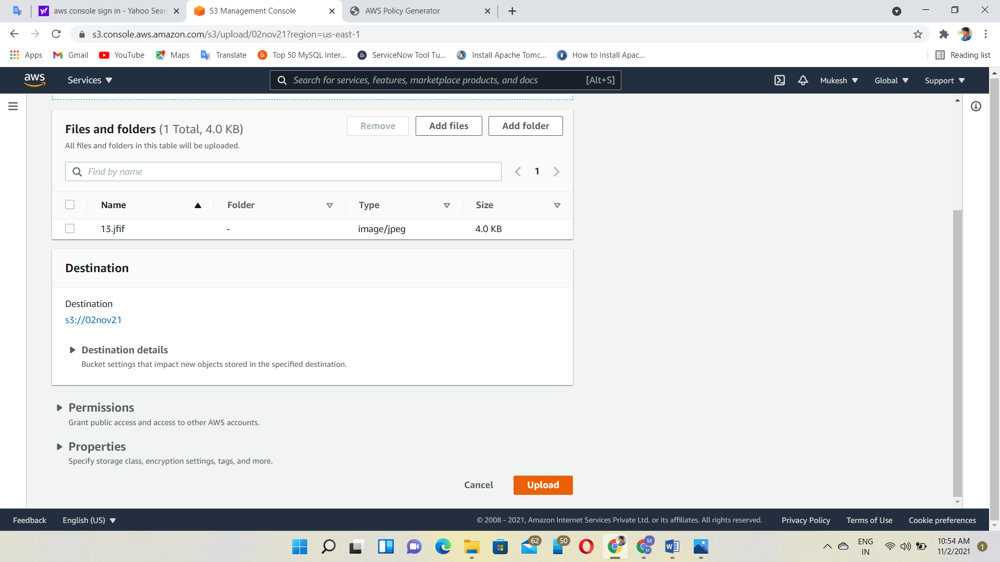 aws console sign in - Yahoo Sear
S3 Management Console
AWS Policy Generator
s3.console.aws.amazon.com/s3/upload/02nov21?region=us-east-1
Apps
Gmail
YouTube
Maps
Translate
Top 50 MySQL Inter...
ServiceNow Tool Tu...
Install Apache Tomc...
How to Install Apac...
Reading list
aws
Services
Search for services, features, marketplace products, and docs
[Alt+S]
Mukesh
Global
Support
Files and folders (1 Total, 4.0 KB)
Remove
Add files
Add folder
All files and folders in this table will be uploaded.
Find by name
1
Name
Folder
Type
Size
13.jfif
-
image/jpeg
4.0 KB
Destination
Destination
s3://02nov21
Destination details
Bucket settings that impact new objects stored in the specified destination.
Permissions
Grant public access and access to other AWS accounts.
Properties
Specify storage class, encryption settings, tags, and more.
Cancel
Upload
Feedback
English (US)
© 2008 - 2021, Amazon Internet Services Private Ltd. or its affiliates. All rights reserved.
Privacy Policy
Terms of Use
Cookie preferences
62
50
M
M
ENG
IN
10:54 AM
11/2/2021
1